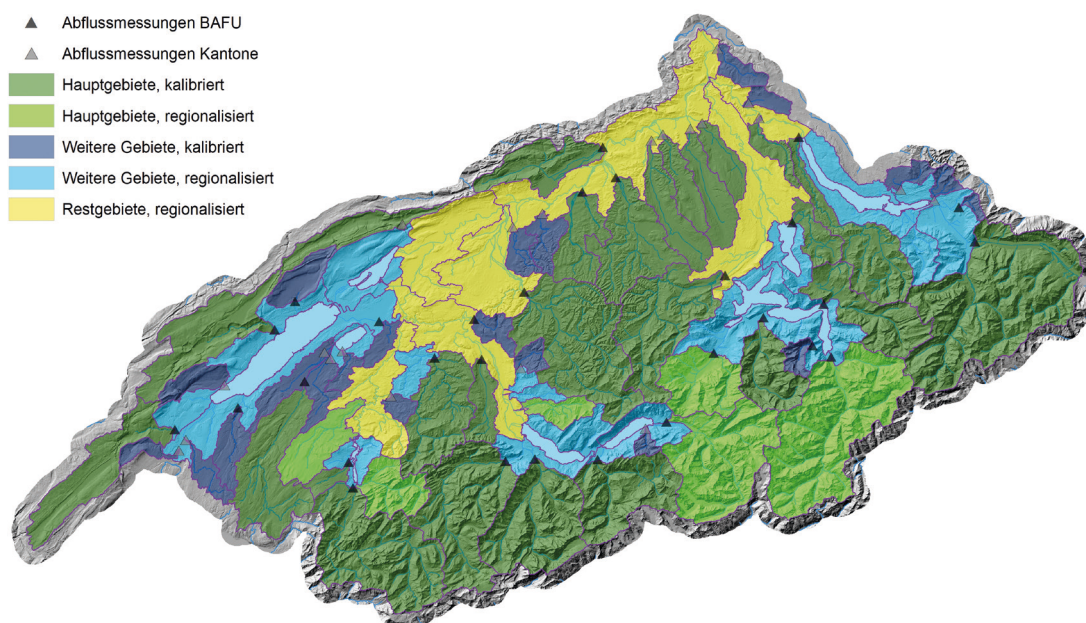 Abflussmessungen BAFU
Abflussmessungen Kantone
Hauptgebiete, kalibriert
Hauptgebiete, regionalisiert
Weitere Gebiete, kalibriert
Weitere Gebiete, regionalisiert
Restgebiete, regionalisiert